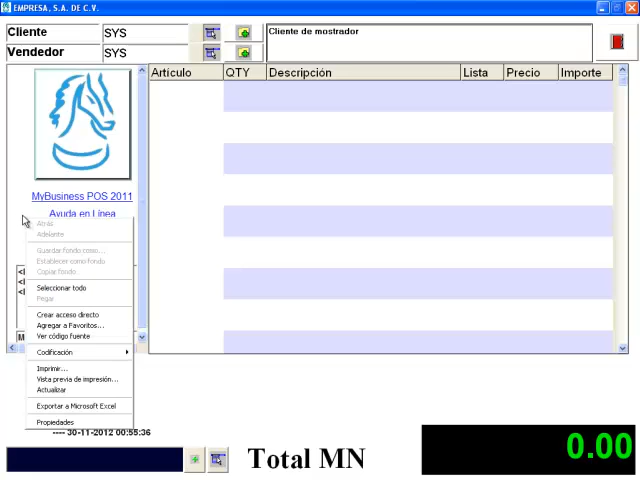 EMPRESA, S.A. DE C.V.
Cliente SYS Cliente de mostrador
Vendedor SYS
Artículo QTY Descripción Lista Precio Importe
MyBusiness POS 2011
Ayuda en Línea
Atrás
Adelante
Guardar fondo como...
Establecer como fondo
Copiar fondo
Seleccionar todo
Pegar
Crear acceso directo
Agregar a Favoritos...
Ver código fuente
Codificación
Imprimir...
Vista previa de impresión...
Actualizar
Exportar a Microsoft Excel
Propiedades
---- 30-11-2012 00:55:36
Total MN 0.00